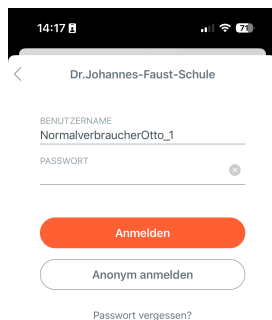 14:17
71
Dr.Johannes-Faust-Schule
BENUTZERNAME
NormalverbraucherOtto_1
PASSWORT
Anmelden
Anonym anmelden
Passwort vergessen?